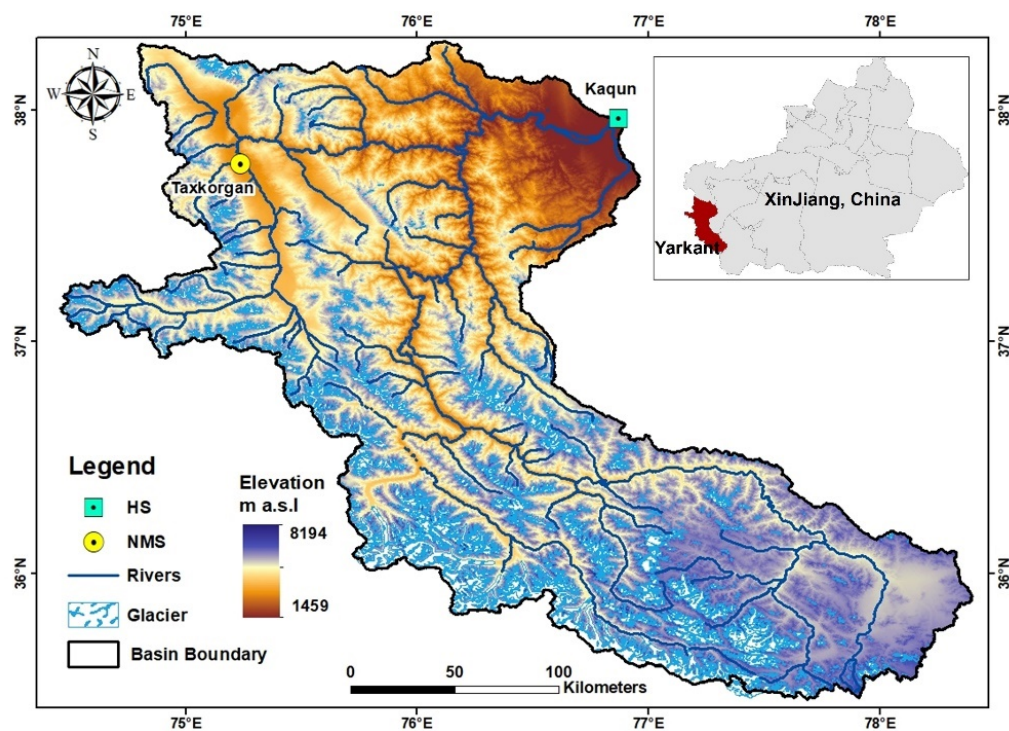 75°E
76°E
77°E
78°E
N
W
E
S
38°N
38°N
Kaqun
Taxkorgan
XinJiang, China
Yarkant
37°N
37°N
Legend
HS
NMS
Rivers
Glacier
Basin Boundary
Elevation
m a.s.l
8194
1459
36°N
36°N
0
50
100
Kilometers
75°E
76°E
77°E
78°E